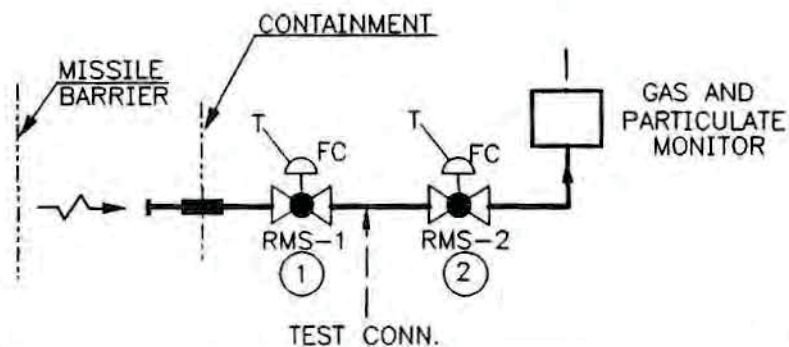 CONTAINMENT
MISSILE
BARRIER
T
FC
T
FC
GAS AND
PARTICULATE
MONITOR
RMS-1
RMS-2
1
2
TEST CONN.